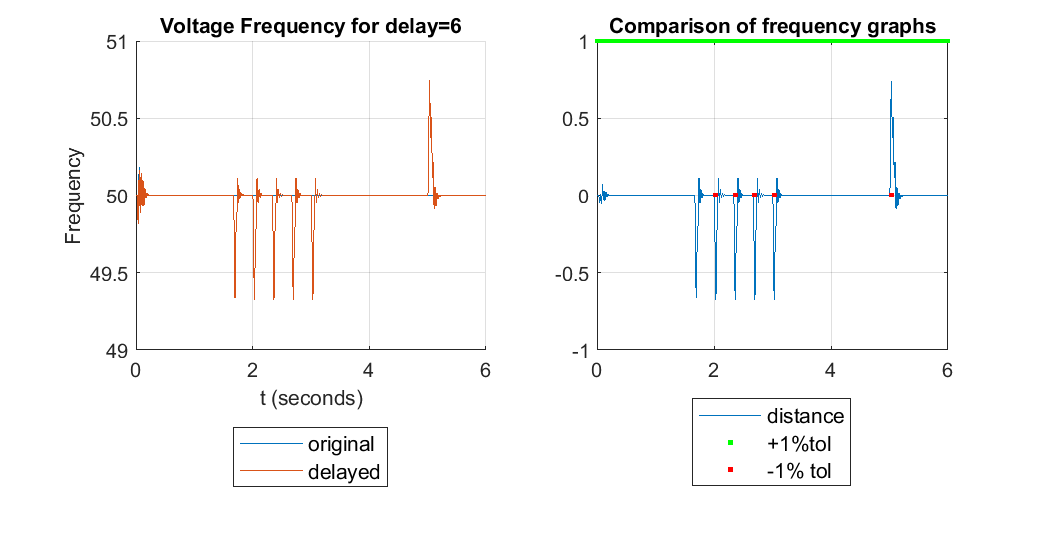 Voltage Frequency for delay=6
51
50.5
50
49.5
49
Frequency
0
2
4
6
t (seconds)
original
delayed
Comparison of frequency graphs
1
0.5
0
-0.5
-1
0
2
4
6
distance
+1%tol
-1% tol